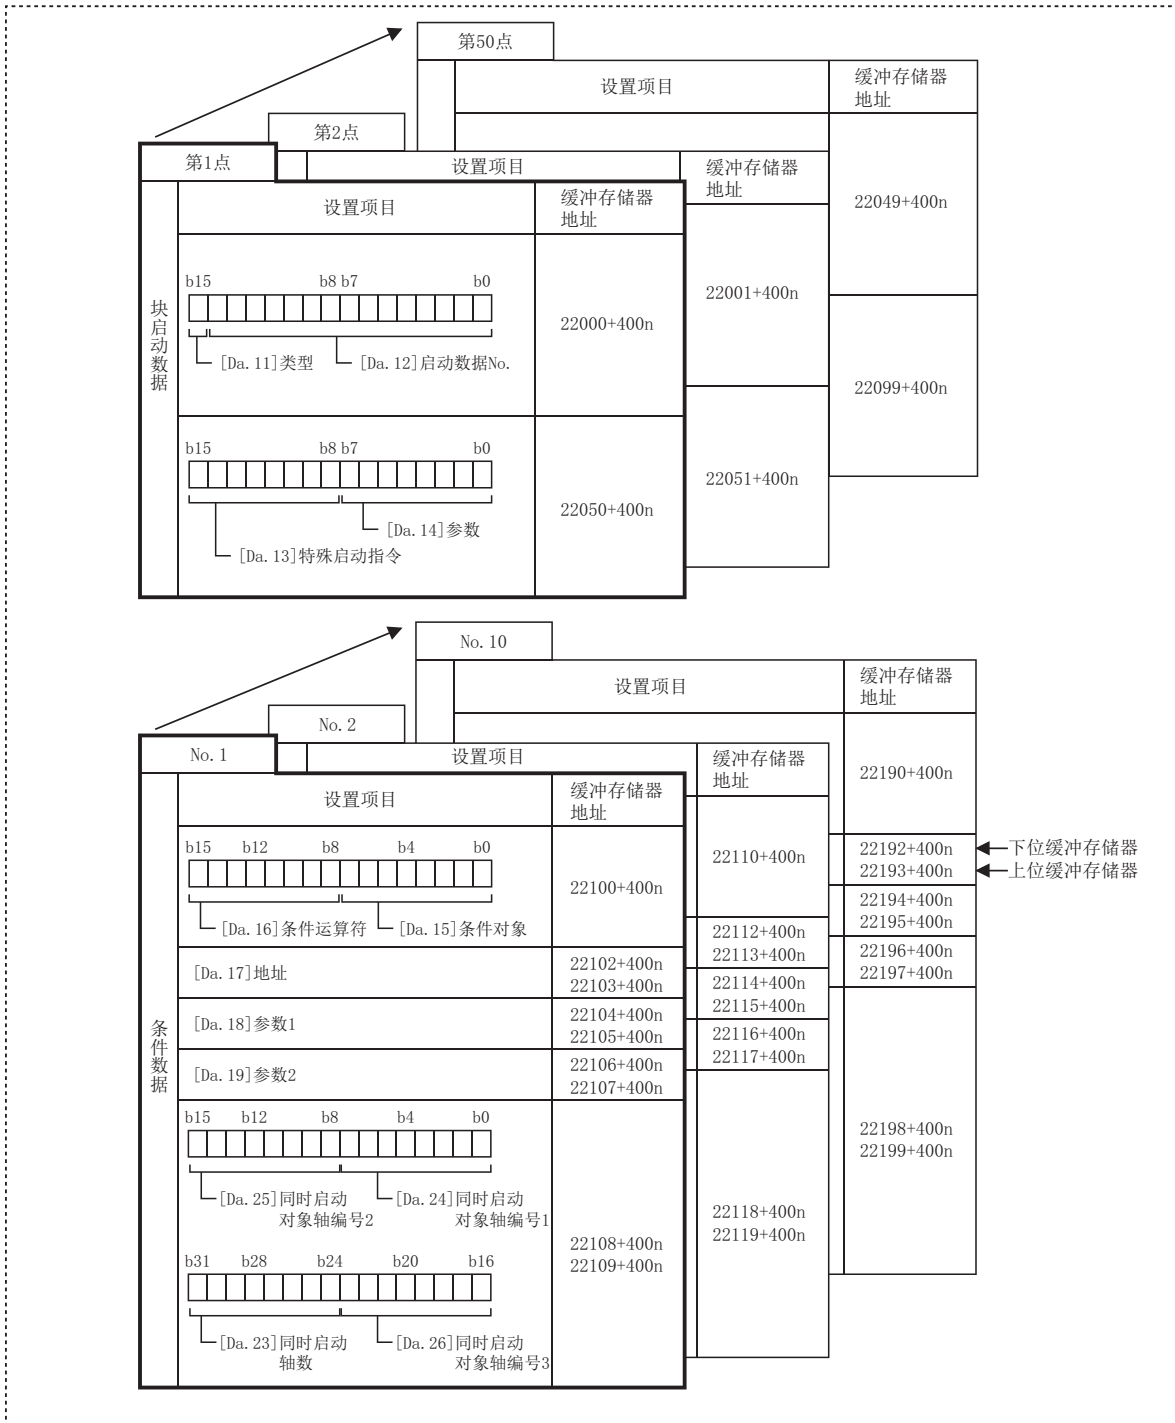 第50点
设置项目
缓冲存储器
地址
22049+400n
22099+400n
第2点
设置项目
缓冲存储器
地址
22001+400n
22051+400n
第1点
设置项目
缓冲存储器
地址
块启动数据
b15 b8 b7 b0
[Da.11]类型 [Da.12]启动数据No.
22000+400n
b15 b8 b7 b0
[Da.14]参数
[Da.13]特殊启动指令
22050+400n
No.10
设置项目
缓冲存储器
地址
22190+400n
22192+400n
22193+400n
下位缓冲存储器
上位缓冲存储器
22194+400n
22195+400n
22196+400n
22197+400n
22198+400n
22199+400n
No.2
设置项目
缓冲存储器
地址
22110+400n
22112+400n
22113+400n
22114+400n
22115+400n
22116+400n
22117+400n
22118+400n
22119+400n
No.1
设置项目
缓冲存储器
地址
条件数据
b15 b12 b8 b4 b0
[Da.16]条件运算符 [Da.15]条件对象
22100+400n
[Da.17]地址
22102+400n
22103+400n
[Da.18]参数1
22104+400n
22105+400n
[Da.19]参数2
22106+400n
22107+400n
b15 b12 b8 b4 b0
[Da.25]同时启动
对象轴编号2
[Da.24]同时启动
对象轴编号1
22108+400n
22109+400n
b31 b28 b24 b20 b16
[Da.23]同时启动
轴数
[Da.26]同时启动
对象轴编号3